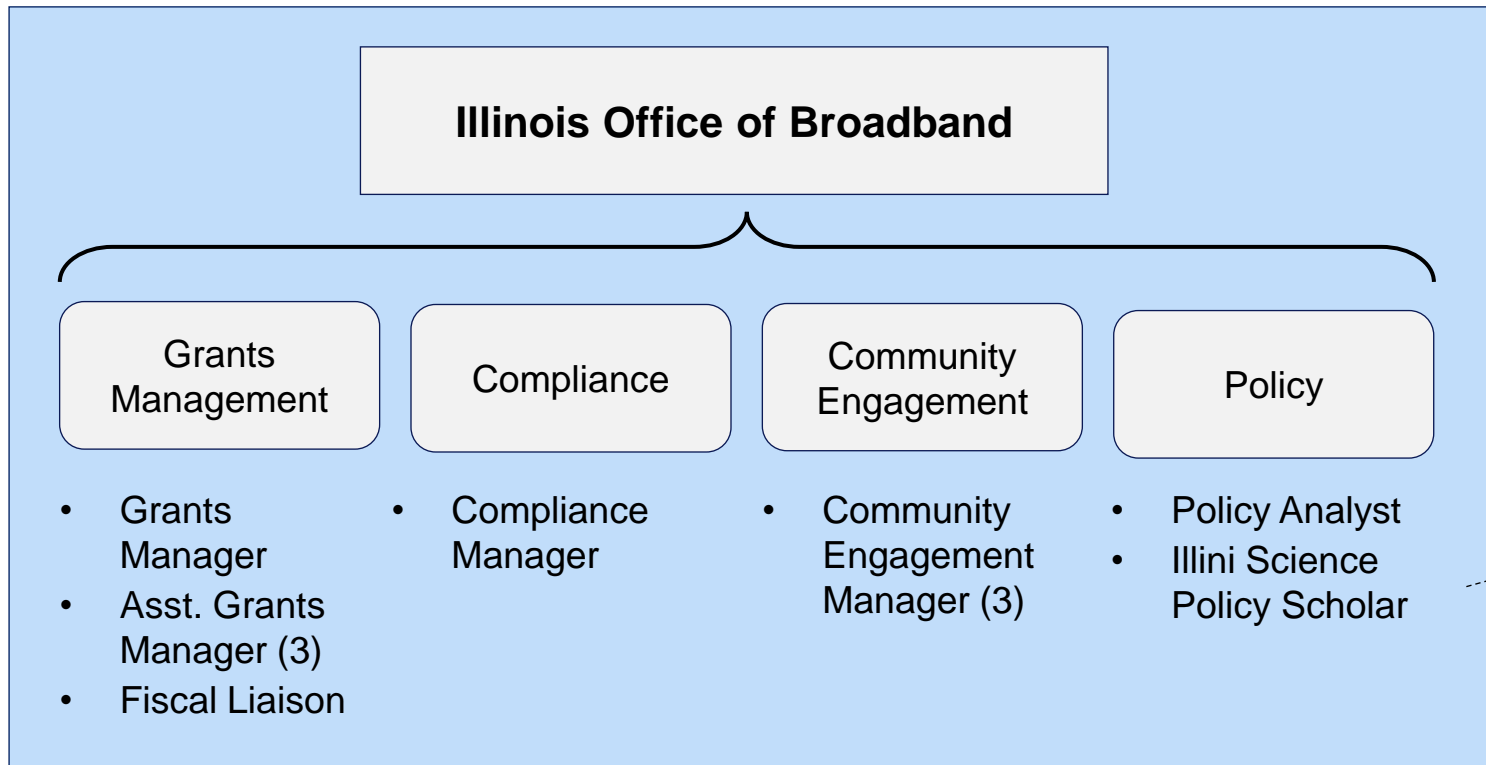 Illinois Office of Broadband
Grants
Management
Compliance
Community
Engagement
Policy
• Grants
Manager
• Asst. Grants
Manager (3)
• Fiscal Liaison
• Compliance
Manager
• Community
Engagement
Manager (3)
• Policy Analyst
• Illini Science
Policy Scholar